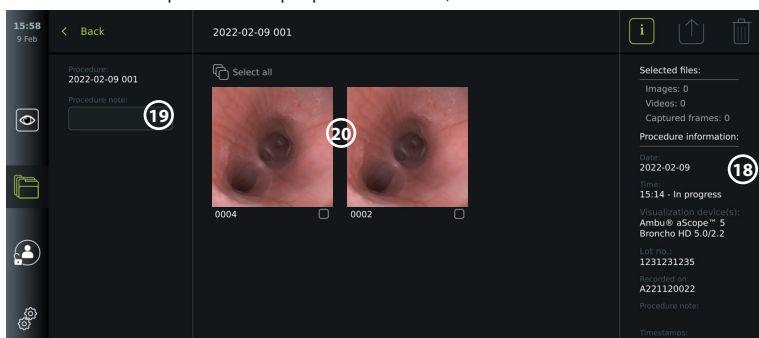 15:58
9 Feb
Back
2022-02-09 001
i
Procedure:
2022-02-09 001
Procedure note:
19
Select all
20
0004
0002
Selected files:
Images: 0
Videos: 0
Captured frames: 0
Procedure information:
Date:
2022-02-09
18
Time:
15:14 - In progress
Visualization device(s):
Ambu® aScope™ 5
Broncho HD 5.0/2.2
Lot no.:
1231231235
Recorded on:
A221120022
Procedure note:
Timestamps: